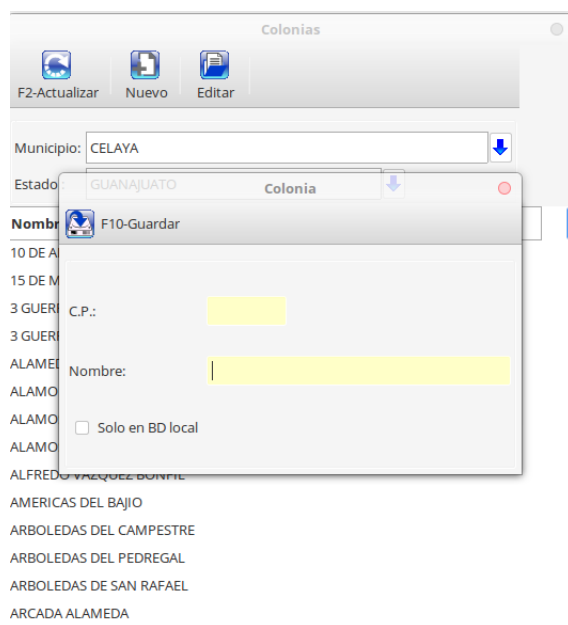 Colonias
F2-Actualizar Nuevo Editar
Municipio: CELAYA
Estado: GUANAJUATO
Colonia
F10-Guardar
C.P.:
Nombre:
Solo en BD local
Nombr
10 DE A
15 DE M
3 GUERR
3 GUERR
ALAMED
ALAMO
ALAMO
ALAMO
ALFREDO VAZQUEZ BONFIL
AMERICAS DEL BAJIO
ARBOLEDAS DEL CAMPESTRE
ARBOLEDAS DEL PEDREGAL
ARBOLEDAS DE SAN RAFAEL
ARCADA ALAMEDA